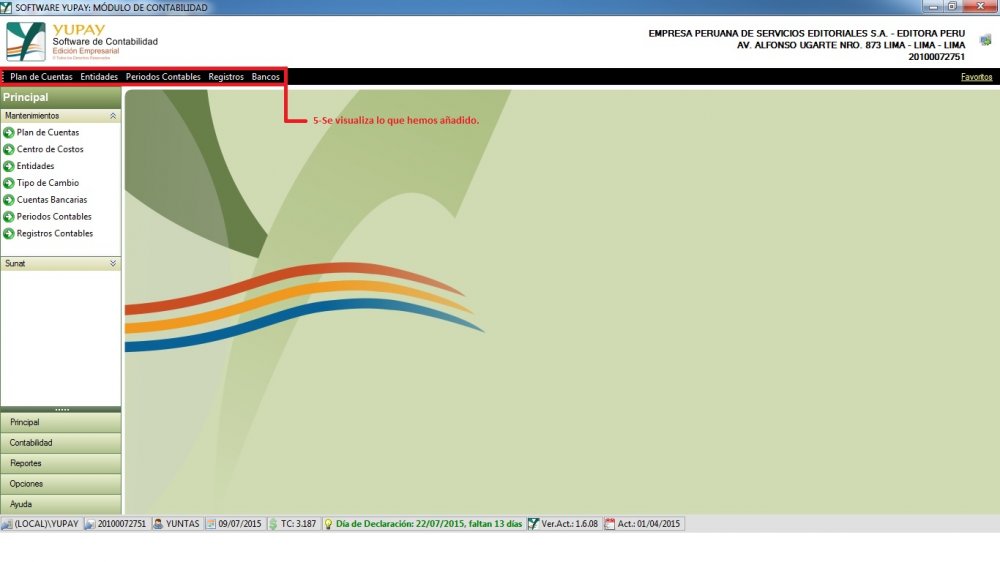 SOFTWARE YUPAY: MÓDULO DE CONTABILIDAD
YUPAY
Software de Contabilidad
Edición Empresarial
© Todos los Derechos Reservados
EMPRESA PERUANA DE SERVICIOS EDITORIALES S.A. - EDITORA PERU
AV. ALFONSO UGARTE NRO. 873 LIMA - LIMA - LIMA
20100072751
Plan de Cuentas Entidades Periodos Contables Registros Bancos
Favoritos
5-Se visualiza lo que hemos añadido.
Principal
Mantenimientos
Plan de Cuentas
Centro de Costos
Entidades
Tipo de Cambio
Cuentas Bancarias
Periodos Contables
Registros Contables
Sunat
Principal
Contabilidad
Reportes
Opciones
Ayuda
(LOCAL)\YUPAY 20100072751 YUNTAS 09/07/2015 TC: 3.187 Día de Declaración: 22/07/2015, faltan 13 días Ver.Act.: 1.6.08 Act.: 01/04/2015